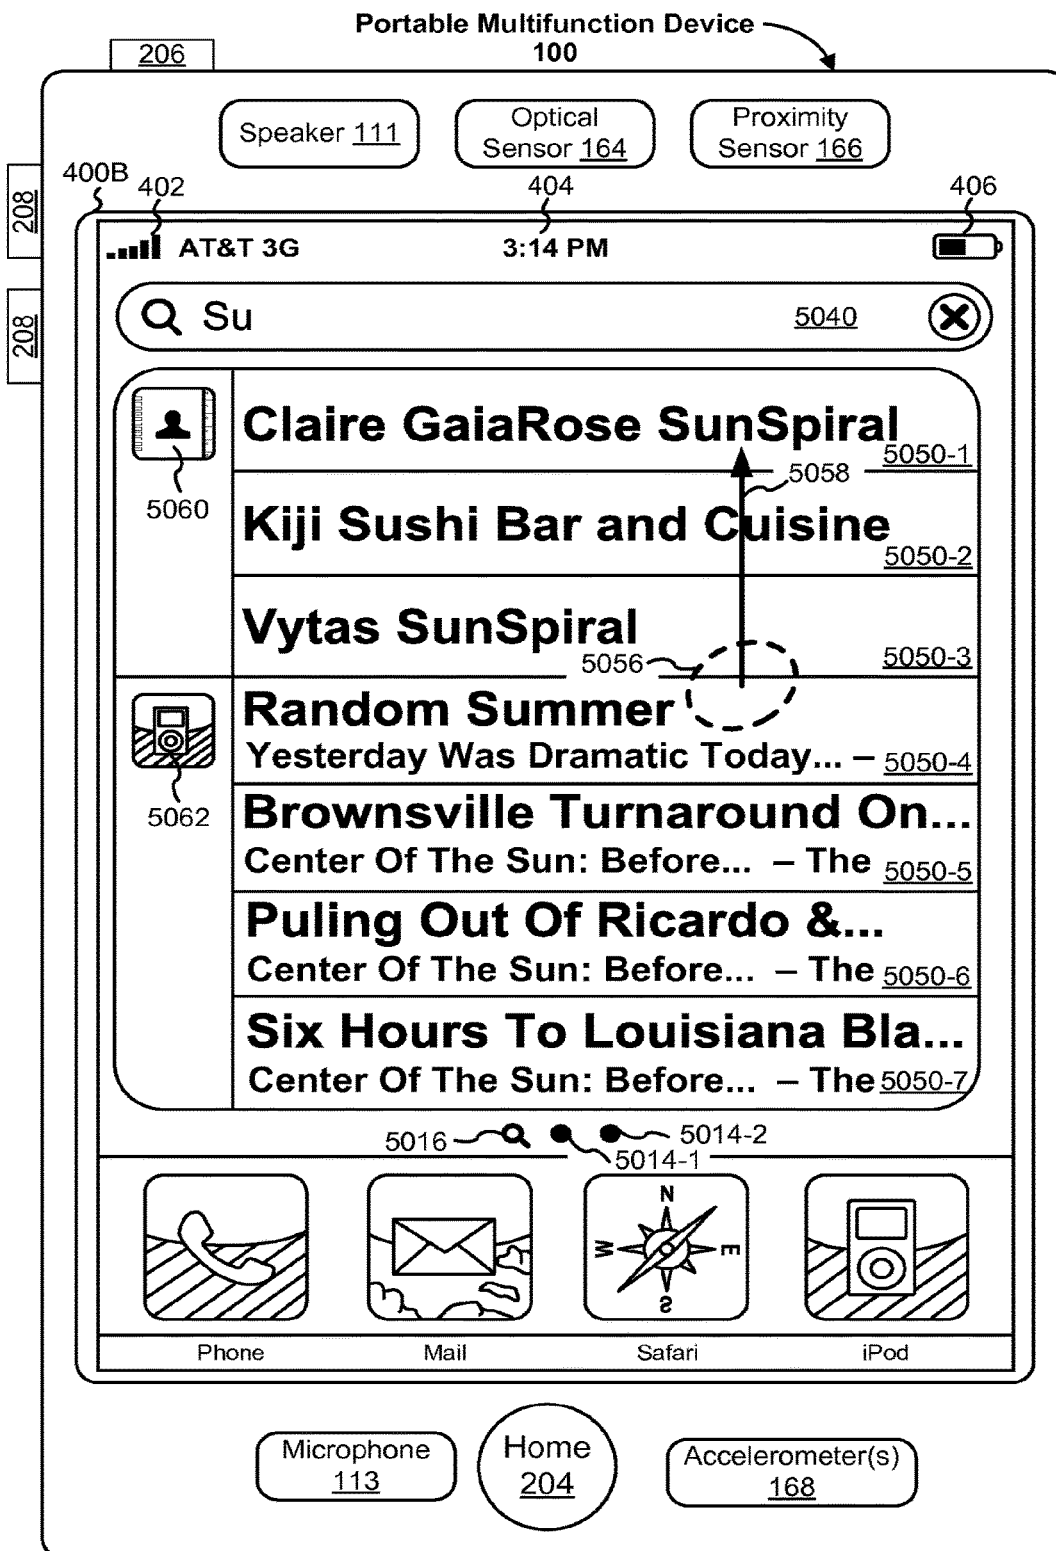 Portable Multifunction Device
100
206
Speaker 111
Optical
Sensor 164
Proximity
Sensor 166
400B
402
404
406
208
208
AT&T 3G
3:14 PM
Su
5040
Claire GaiaRose SunSpiral
5050-1
5058
5060
Kiji Sushi Bar and Cuisine
5050-2
Vytas SunSpiral
5056
5050-3
Random Summer
Yesterday Was Dramatic Today... –
5050-4
5062
Brownsville Turnaround On...
Center Of The Sun: Before... – The
5050-5
Puling Out Of Ricardo &...
Center Of The Sun: Before... – The
5050-6
Six Hours To Louisiana Bla...
Center Of The Sun: Before... – The
5050-7
5016
5014-2
5014-1
N
W
E
S
Phone
Mail
Safari
iPod
Microphone
113
Home
204
Accelerometer(s)
168